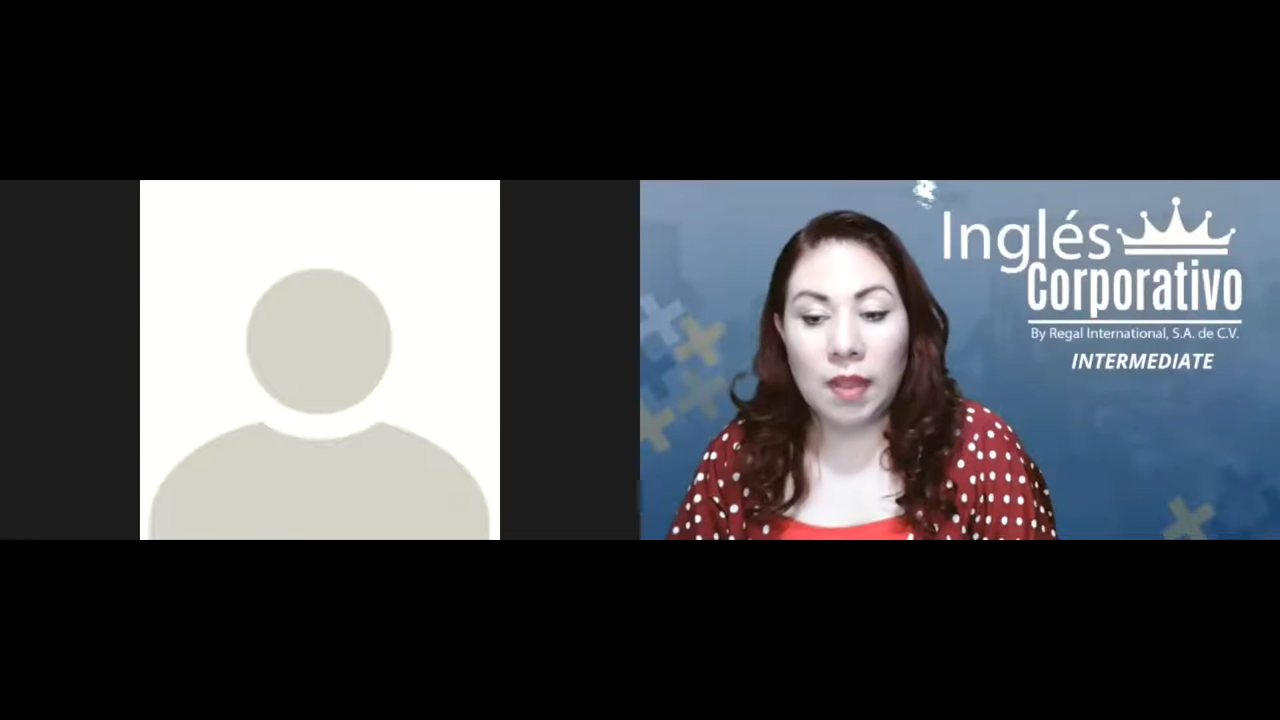 Inglés
Corporativo
By Regal International, S.A. de C.V.
INTERMEDIATE